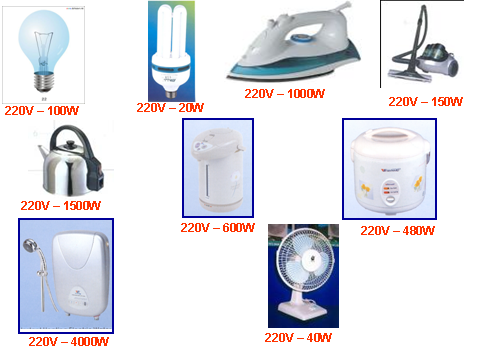 220V – 100W
220V – 20W
220V – 1000W
220V – 150W
220V – 1500W
220V – 600W
220V – 480W
220V – 4000W
220V – 40W